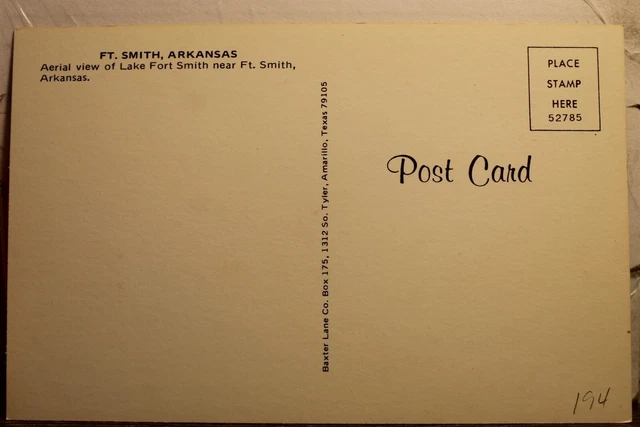 FT. SMITH, ARKANSAS
Aerial view of Lake Fort Smith near Ft. Smith,
Arkansas.
Baxter Lane Co. Box 175, 1312 So. Tyler, Amarillo, Texas 79105
PLACE
STAMP
HERE
52785
Post Card
194